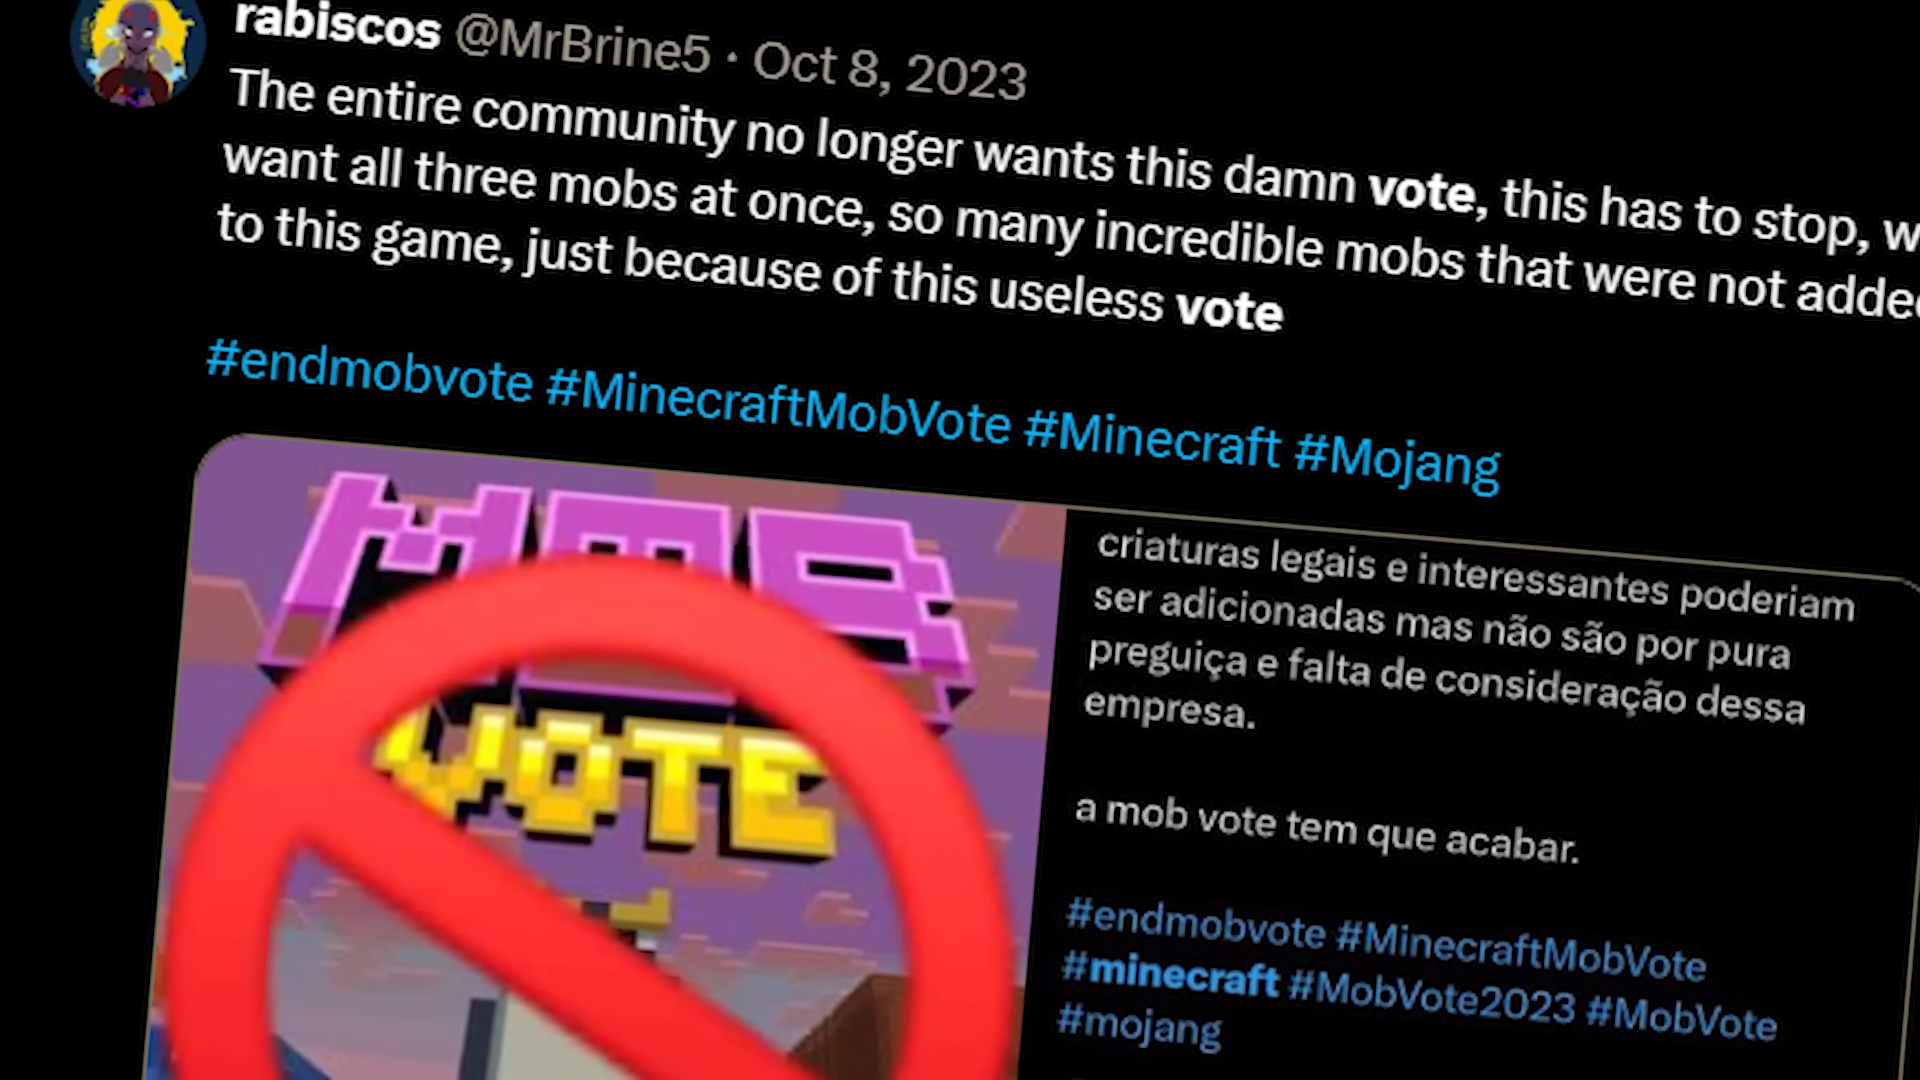 rabiscos @MrBrine5 · Oct 8, 2023
The entire community no longer wants this damn vote, this has to stop, w
want all three mobs at once, so many incredible mobs that were not added
to this game, just because of this useless vote
#endmobvote #MinecraftMobVote #Minecraft #Mojang
MOB
VOTE
criaturas legais e interessantes poderiam
ser adicionadas mas não são por pura
preguiça e falta de consideração dessa
empresa.
a mob vote tem que acabar.
#endmobvote #MinecraftMobVote
#minecraft #MobVote2023 #MobVote
#mojang